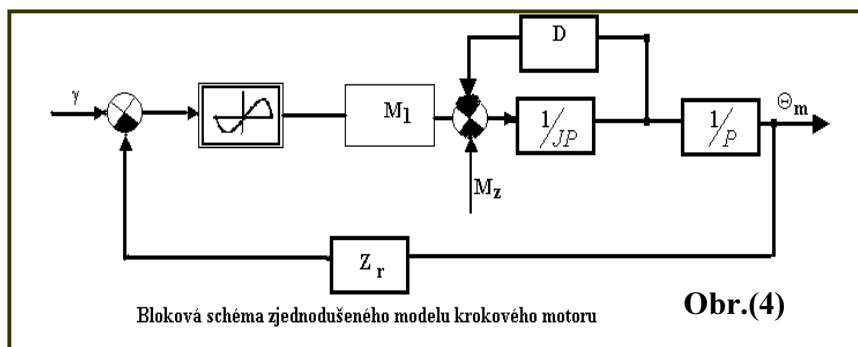 D
γ
M1
1/JP
1/P
Θm
Mz
Zr
Bloková schéma zjednodušeného modelu krokového motoru
Obr.(4)